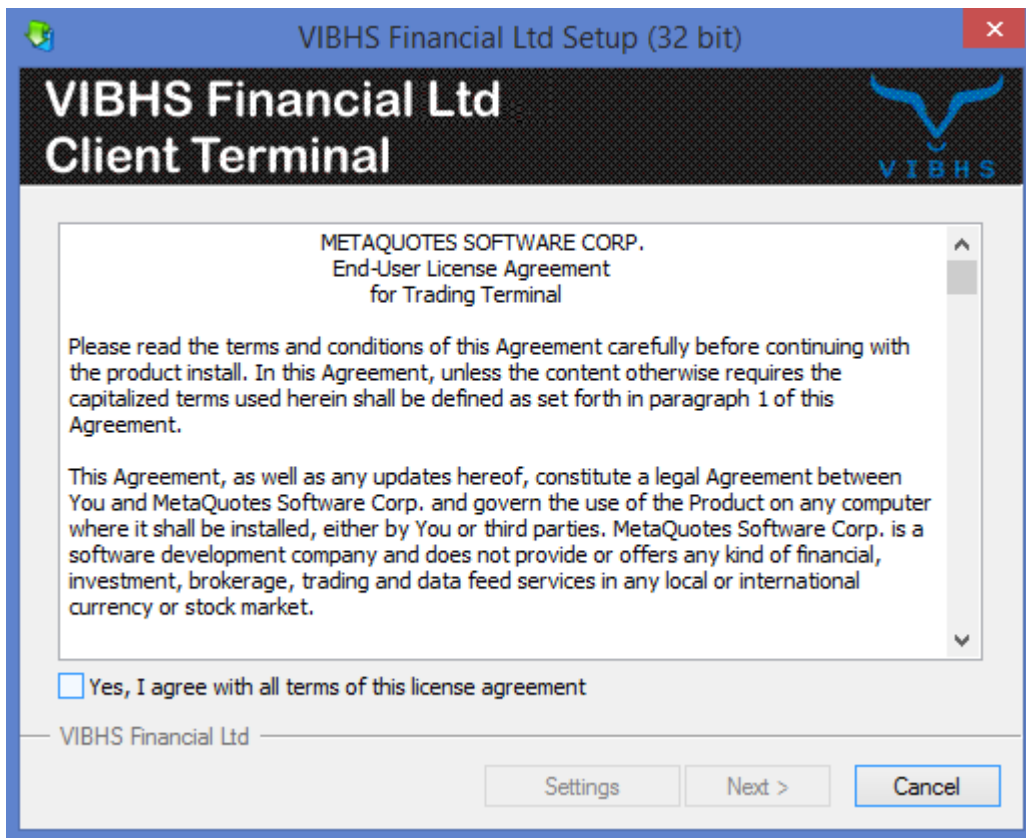 VIBHS Financial Ltd Setup (32 bit)
VIBHS Financial Ltd
Client Terminal
VIBHS
METAQUOTES SOFTWARE CORP.
End-User License Agreement
for Trading Terminal
Please read the terms and conditions of this Agreement carefully before continuing with
the product install. In this Agreement, unless the content otherwise requires the
capitalized terms used herein shall be defined as set forth in paragraph 1 of this
Agreement.
This Agreement, as well as any updates hereof, constitute a legal Agreement between
You and MetaQuotes Software Corp. and govern the use of the Product on any computer
where it shall be installed, either by You or third parties. MetaQuotes Software Corp. is a
software development company and does not provide or offers any kind of financial,
investment, brokerage, trading and data feed services in any local or international
currency or stock market.
Yes, I agree with all terms of this license agreement
VIBHS Financial Ltd
Settings
Next >
Cancel